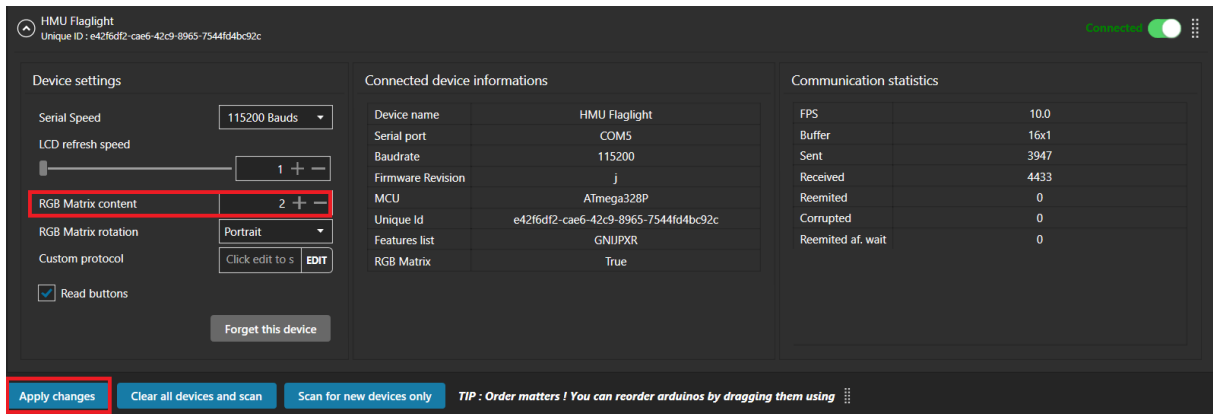 HMU Flaglight
Unique ID : e42f6df2-cae6-42c9-8965-7544fd4bc92c
Connected
Device settings
Serial Speed 115200 Bauds
LCD refresh speed
1
RGB Matrix content 2
RGB Matrix rotation Portrait
Custom protocol Click edit to s EDIT
Read buttons
Forget this device
Connected device informations
Device name HMU Flaglight
Serial port COM5
Baudrate 115200
Firmware Revision j
MCU ATmega328P
Unique Id e42f6df2-cae6-42c9-8965-7544fd4bc92c
Features list GNIJPXR
RGB Matrix True
Communication statistics
FPS 10.0
Buffer 16x1
Sent 3947
Received 4433
Reemited 0
Corrupted 0
Reemited af. wait 0
Apply changes Clear all devices and scan Scan for new devices only TIP : Order matters ! You can reorder arduinos by dragging them using